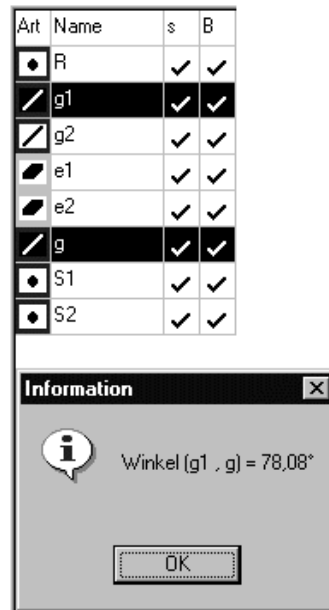 Art Name s B
R
g1
g2
e1
e2
g
S1
S2
Information
Winkel (g1 , g) = 78,08°
OK